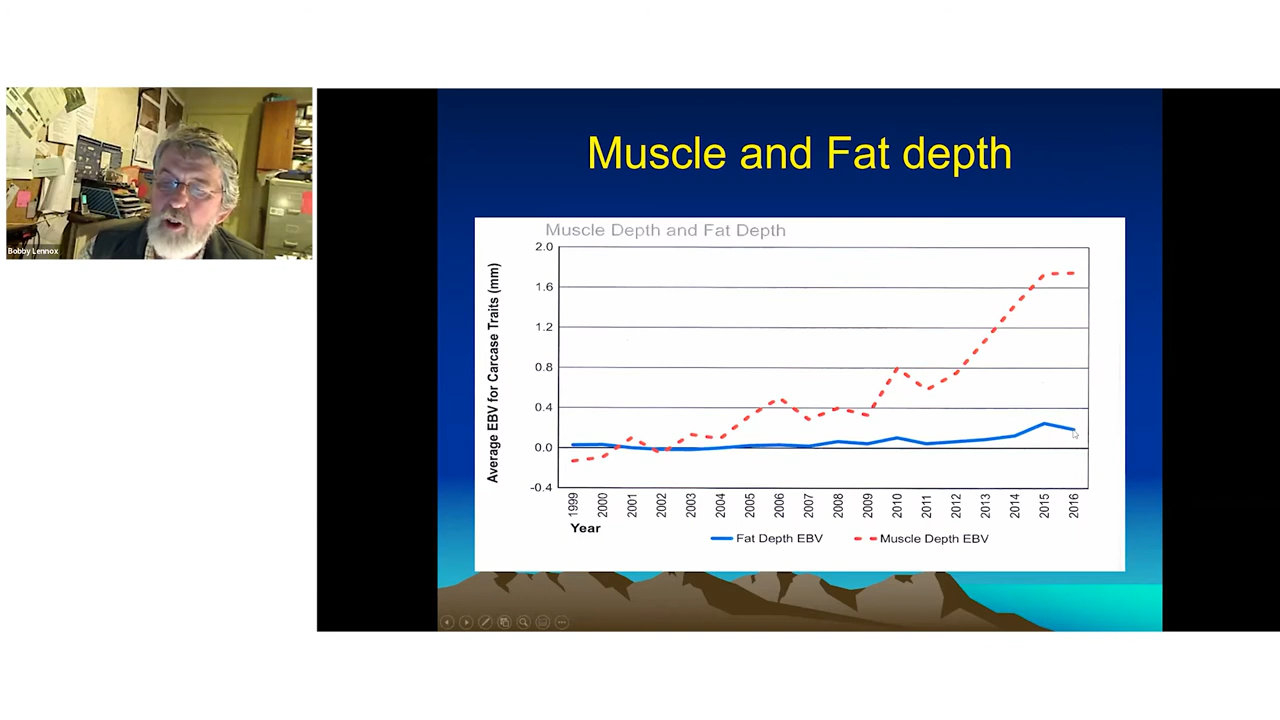 Bobby Lennox
Muscle and Fat depth
Muscle Depth and Fat Depth
Average EBV for Carcase Traits (mm)
2.0
1.6
1.2
0.8
0.4
0.0
-0.4
1999 2000 2001 2002 2003 2004 2005 2006 2007 2008 2009 2010 2011 2012 2013 2014 2015 2016
Year
Fat Depth EBV Muscle Depth EBV